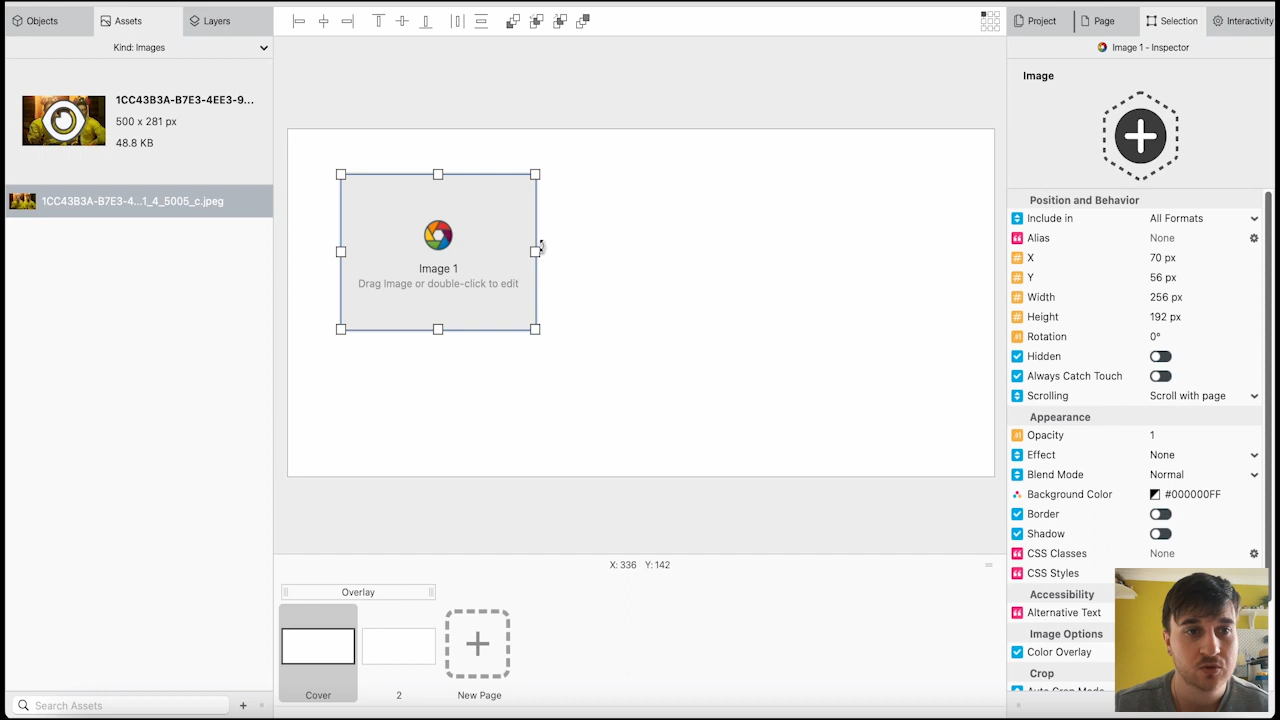 Objects
Assets
Layers
Project
Page
Selection
Interactivity
Kind: Images
Image 1 - Inspector
1CC43B3A-B7E3-4EE3-9...
500 x 281 px
48.8 KB
1CC43B3A-B7E3-4...1_4_5005_c.jpeg
Image 1
Drag Image or double-click to edit
X: 336 Y: 142
Overlay
Cover
2
New Page
Search Assets
Image
Position and Behavior
Include in All Formats
Alias None
X 70 px
Y 56 px
Width 256 px
Height 192 px
Rotation 0°
Hidden
Always Catch Touch
Scrolling Scroll with page
Appearance
Opacity 1
Effect None
Blend Mode Normal
Background Color #000000FF
Border
Shadow
CSS Classes None
CSS Styles
Accessibility
Alternative Text
Image Options
Color Overlay
Crop
Auto Crop Mode